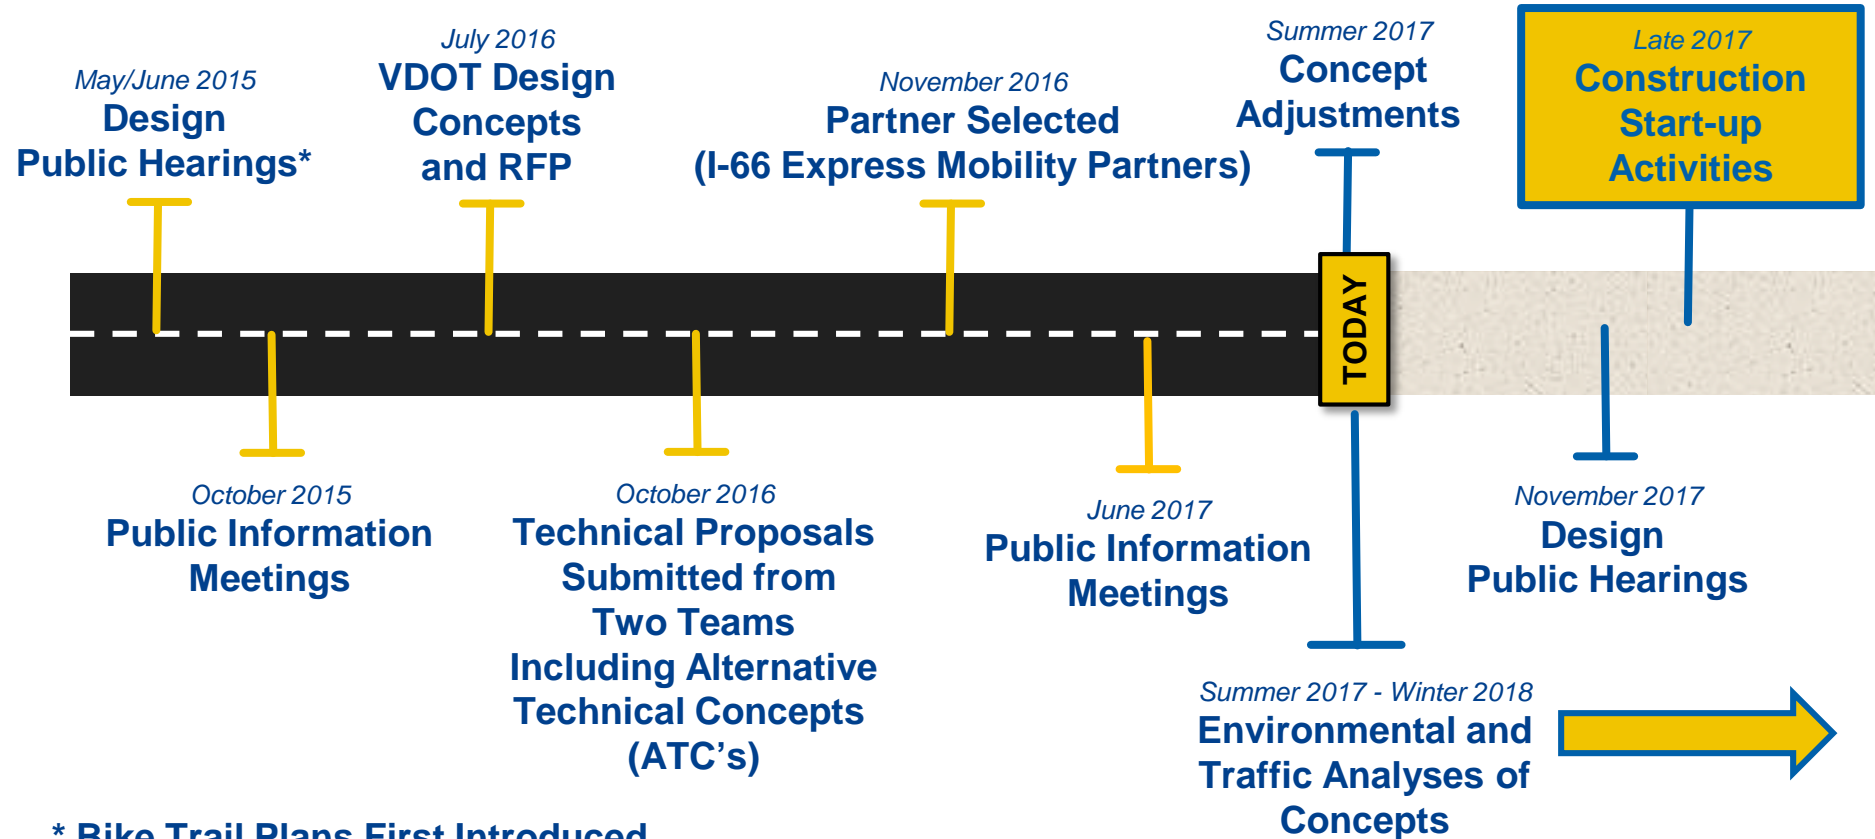 May/June 2015
Design
Public Hearings*
July 2016
VDOT Design
Concepts
and RFP
November 2016
Partner Selected
(I-66 Express Mobility Partners)
Summer 2017
Concept
Adjustments
Late 2017
Construction
Start-up
Activities
TODAY
October 2015
Public Information
Meetings
October 2016
Technical Proposals
Submitted from
Two Teams
Including Alternative
Technical Concepts
(ATC's)
June 2017
Public Information
Meetings
Summer 2017 - Winter 2018
Environmental and
Traffic Analyses of
Concepts
November 2017
Design
Public Hearings
* Bike Trail Plans First Introduced